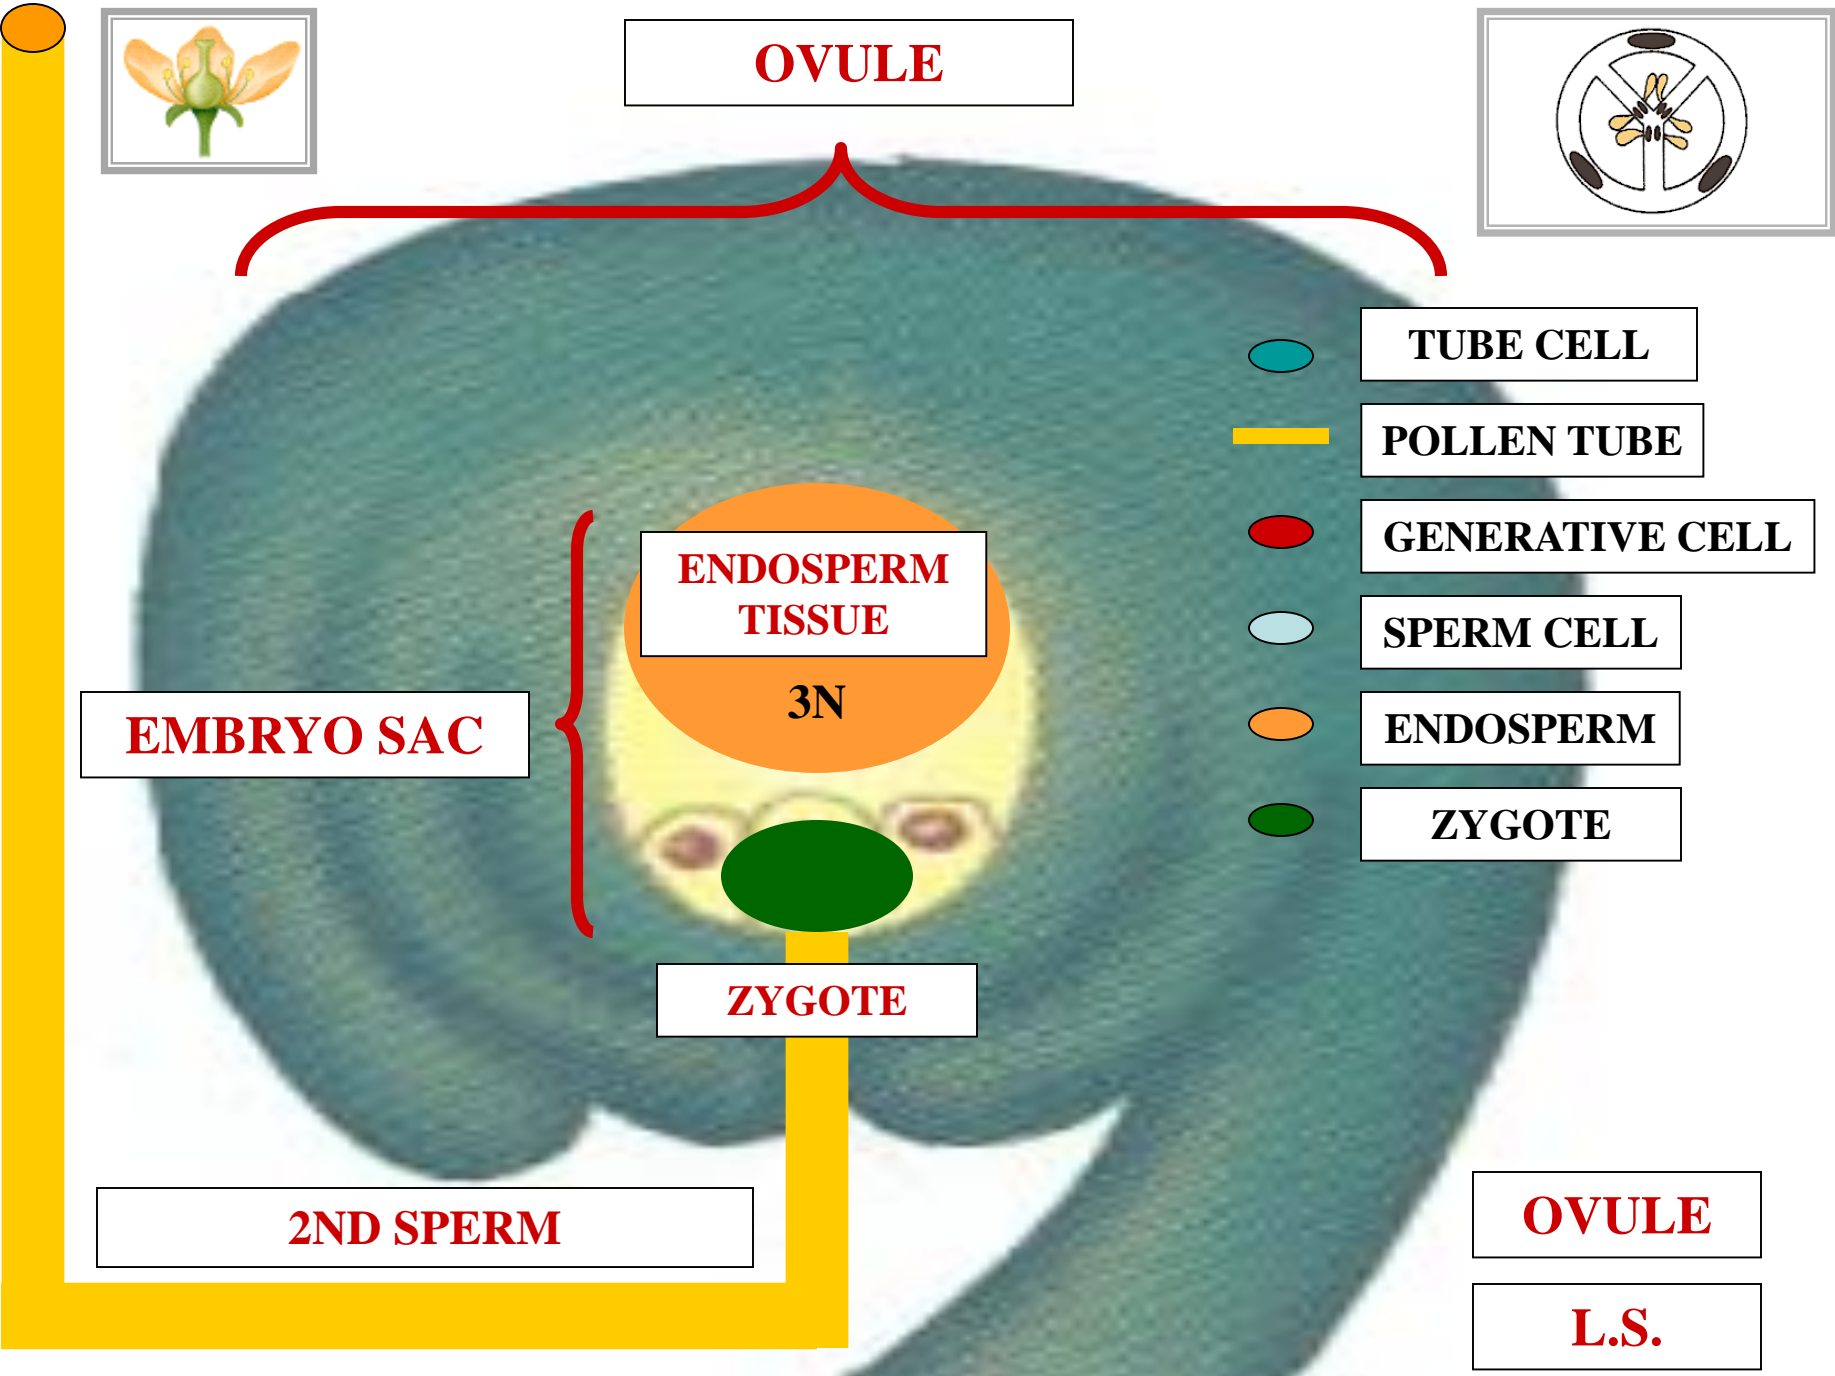 OVULE
TUBE CELL
POLLEN TUBE
GENERATIVE CELL
SPERM CELL
ENDOSPERM
ZYGOTE
ENDOSPERM
TISSUE
3N
EMBRYO SAC
ZYGOTE
2ND SPERM
OVULE
L.S.